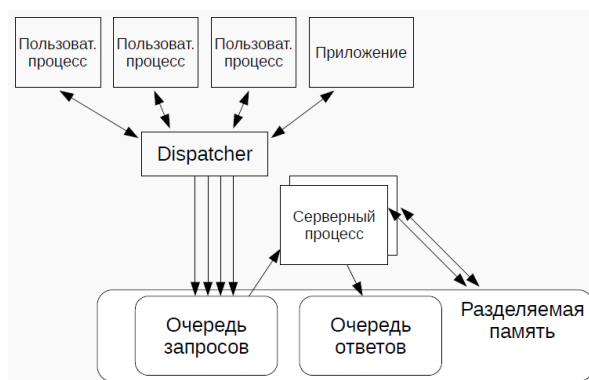 Пользоват.
процесс
Пользоват.
процесс
Пользоват.
процесс
Приложение
Dispatcher
Серверный
процесс
Очередь
запросов
Очередь
ответов
Разделяемая
память